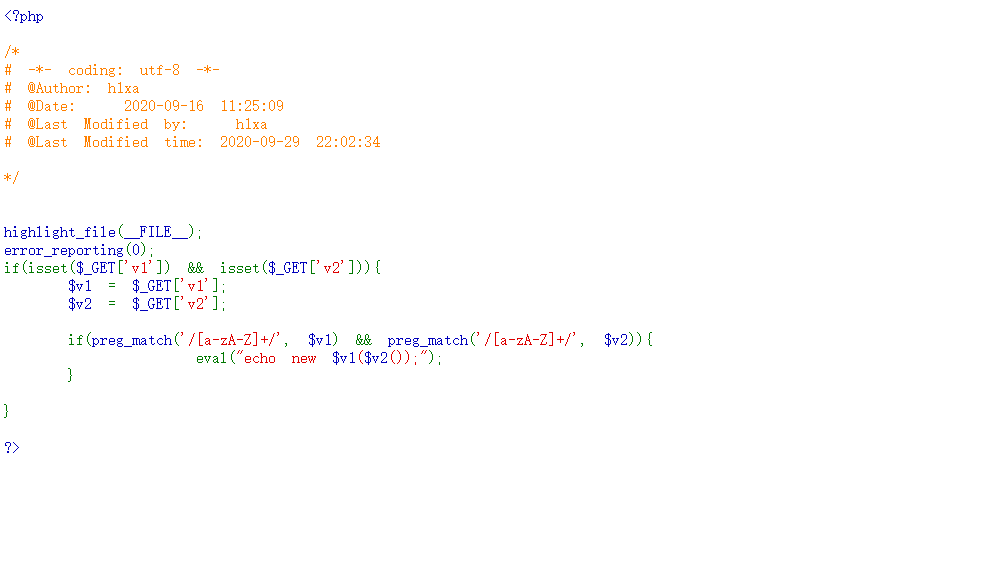 <?php
/*
# -*- coding: utf-8 -*-
# @Author: h1xa
# @Date: 2020-09-16 11:25:09
# @Last Modified by: h1xa
# @Last Modified time: 2020-09-29 22:02:34
*/
highlight_file(__FILE__);
error_reporting(0);
if(isset($_GET['v1']) && isset($_GET['v2'])){
$v1 = $_GET['v1'];
$v2 = $_GET['v2'];
if(preg_match('/[a-zA-Z]+/', $v1) && preg_match('/[a-zA-Z]+/', $v2)){
eval("echo new $v1($v2());");
}
}
?>